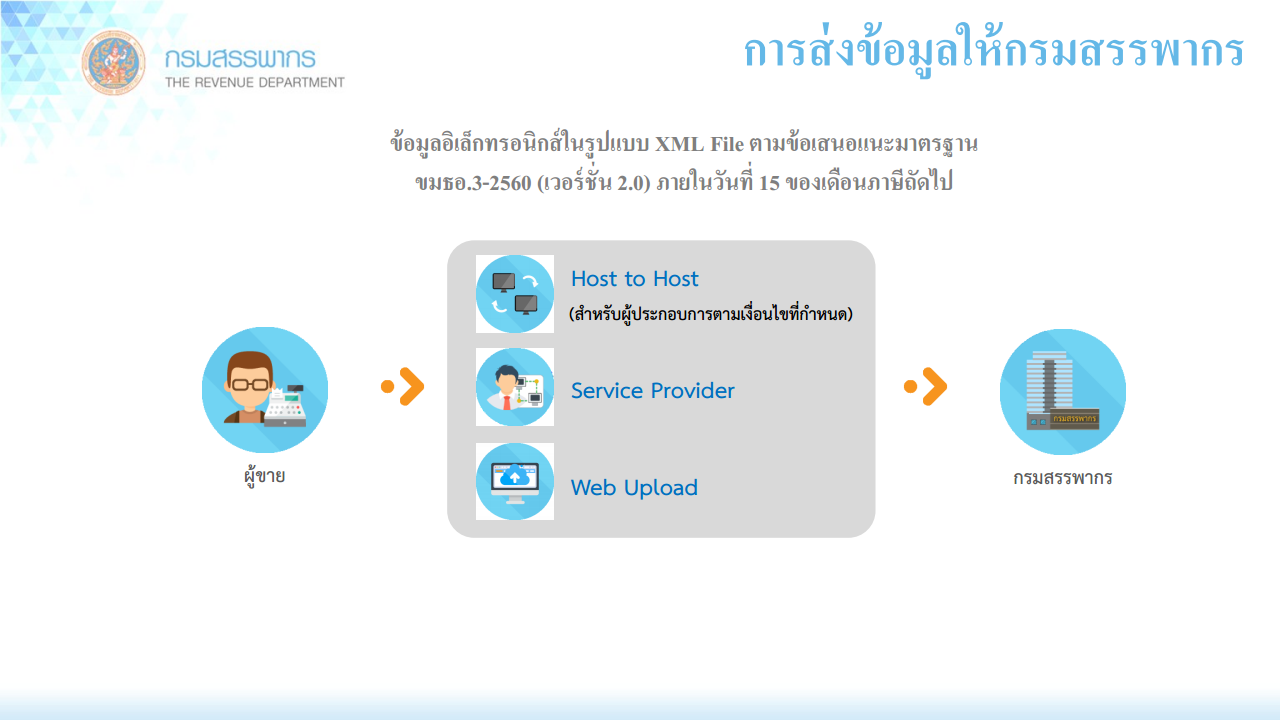 กรมสรรพากร
THE REVENUE DEPARTMENT
การส่งข้อมูลให้กรมสรรพากร
ข้อมูลอิเล็กทรอนิกส์ในรูปแบบ XML File ตามข้อเสนอแนะมาตรฐาน
ขมธอ.3-2560 (เวอร์ชั่น 2.0) ภายในวันที่ 15 ของเดือนภาษีถัดไป
Host to Host
(สำหรับผู้ประกอบการตามเงื่อนไขที่กำหนด)
Service Provider
Web Upload
ผู้ขาย
กรมสรรพากร
กรมสรรพากร